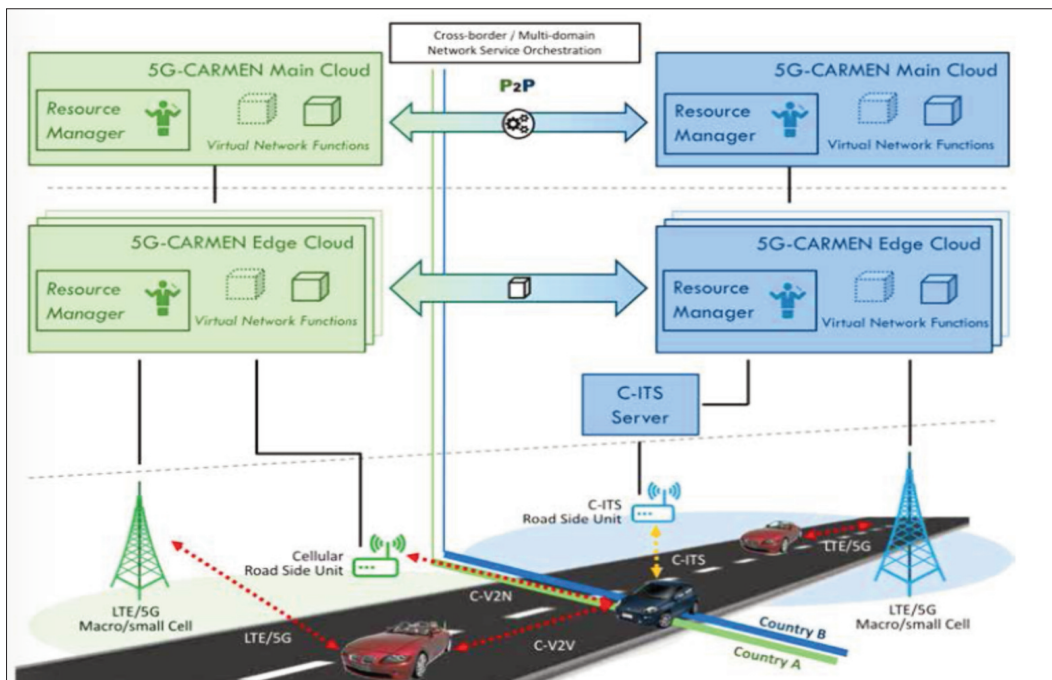 Cross-border / Multi-domain
Network Service Orchestration
5G-CARMEN Main Cloud
Resource
Manager
Virtual Network Functions
P2P
5G-CARMEN Main Cloud
Resource
Manager
Virtual Network Functions
5G-CARMEN Edge Cloud
Resource
Manager
Virtual Network Functions
5G-CARMEN Edge Cloud
Resource
Manager
Virtual Network Functions
C-ITS
Server
C-ITS
Road Side Unit
Cellular
Road Side Unit
C-ITS
LTE/5G
C-V2N
LTE/5G
Macro/small Cell
LTE/5G
C-V2V
Country B
Country A
LTE/5G
Macro/small Cell